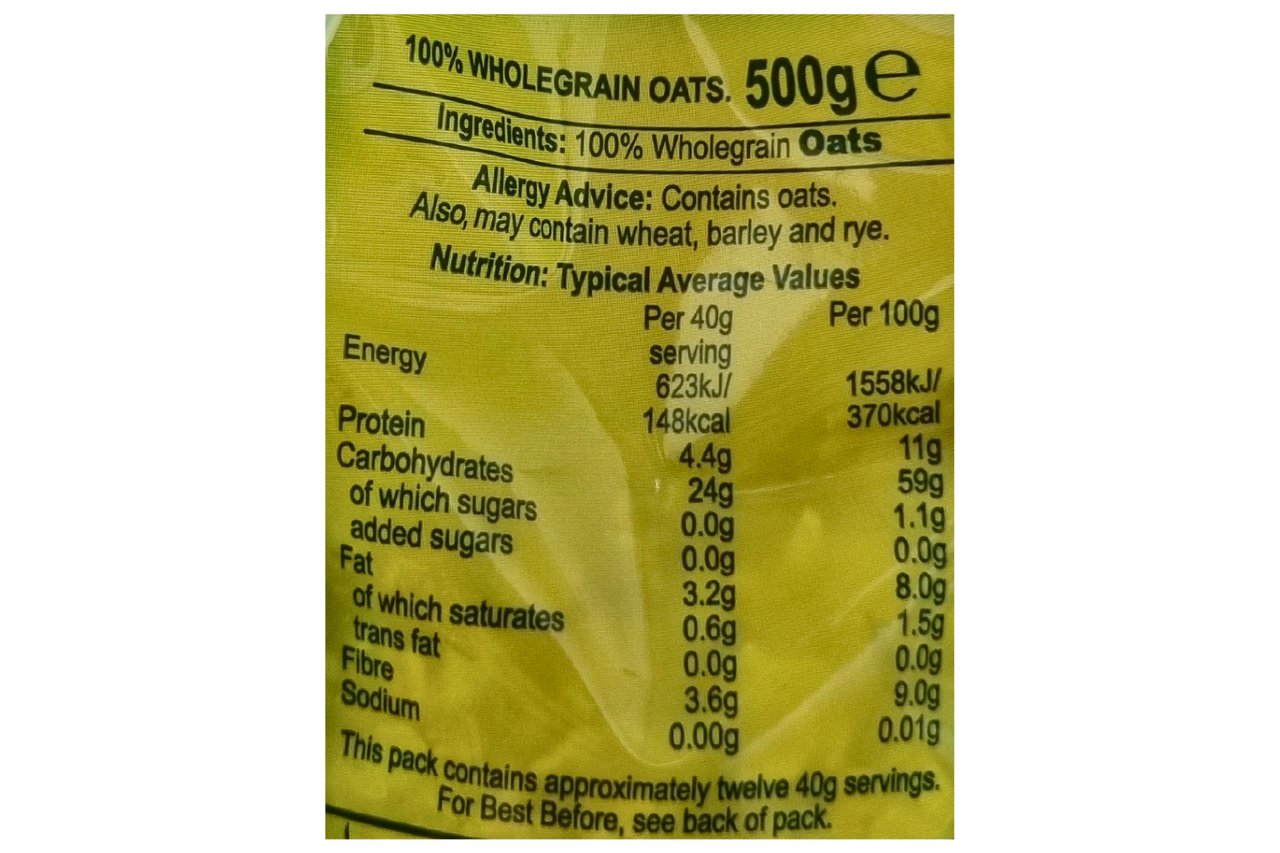 100% WHOLEGRAIN OATS. 500g e
Ingredients: 100% Wholegrain Oats
Allergy Advice: Contains oats.
Also, may contain wheat, barley and rye.
Nutrition: Typical Average Values
Per 40g Per 100g
serving
Energy 623kJ/ 1558kJ/
148kcal 370kcal
Protein 4.4g 11g
Carbohydrates 24g 59g
of which sugars 0.0g 1.1g
added sugars 0.0g 0.0g
Fat 3.2g 8.0g
of which saturates 0.6g 1.5g
trans fat 0.0g 0.0g
Fibre 3.6g 9.0g
Sodium 0.00g 0.01g
This pack contains approximately twelve 40g servings.
For Best Before, see back of pack.